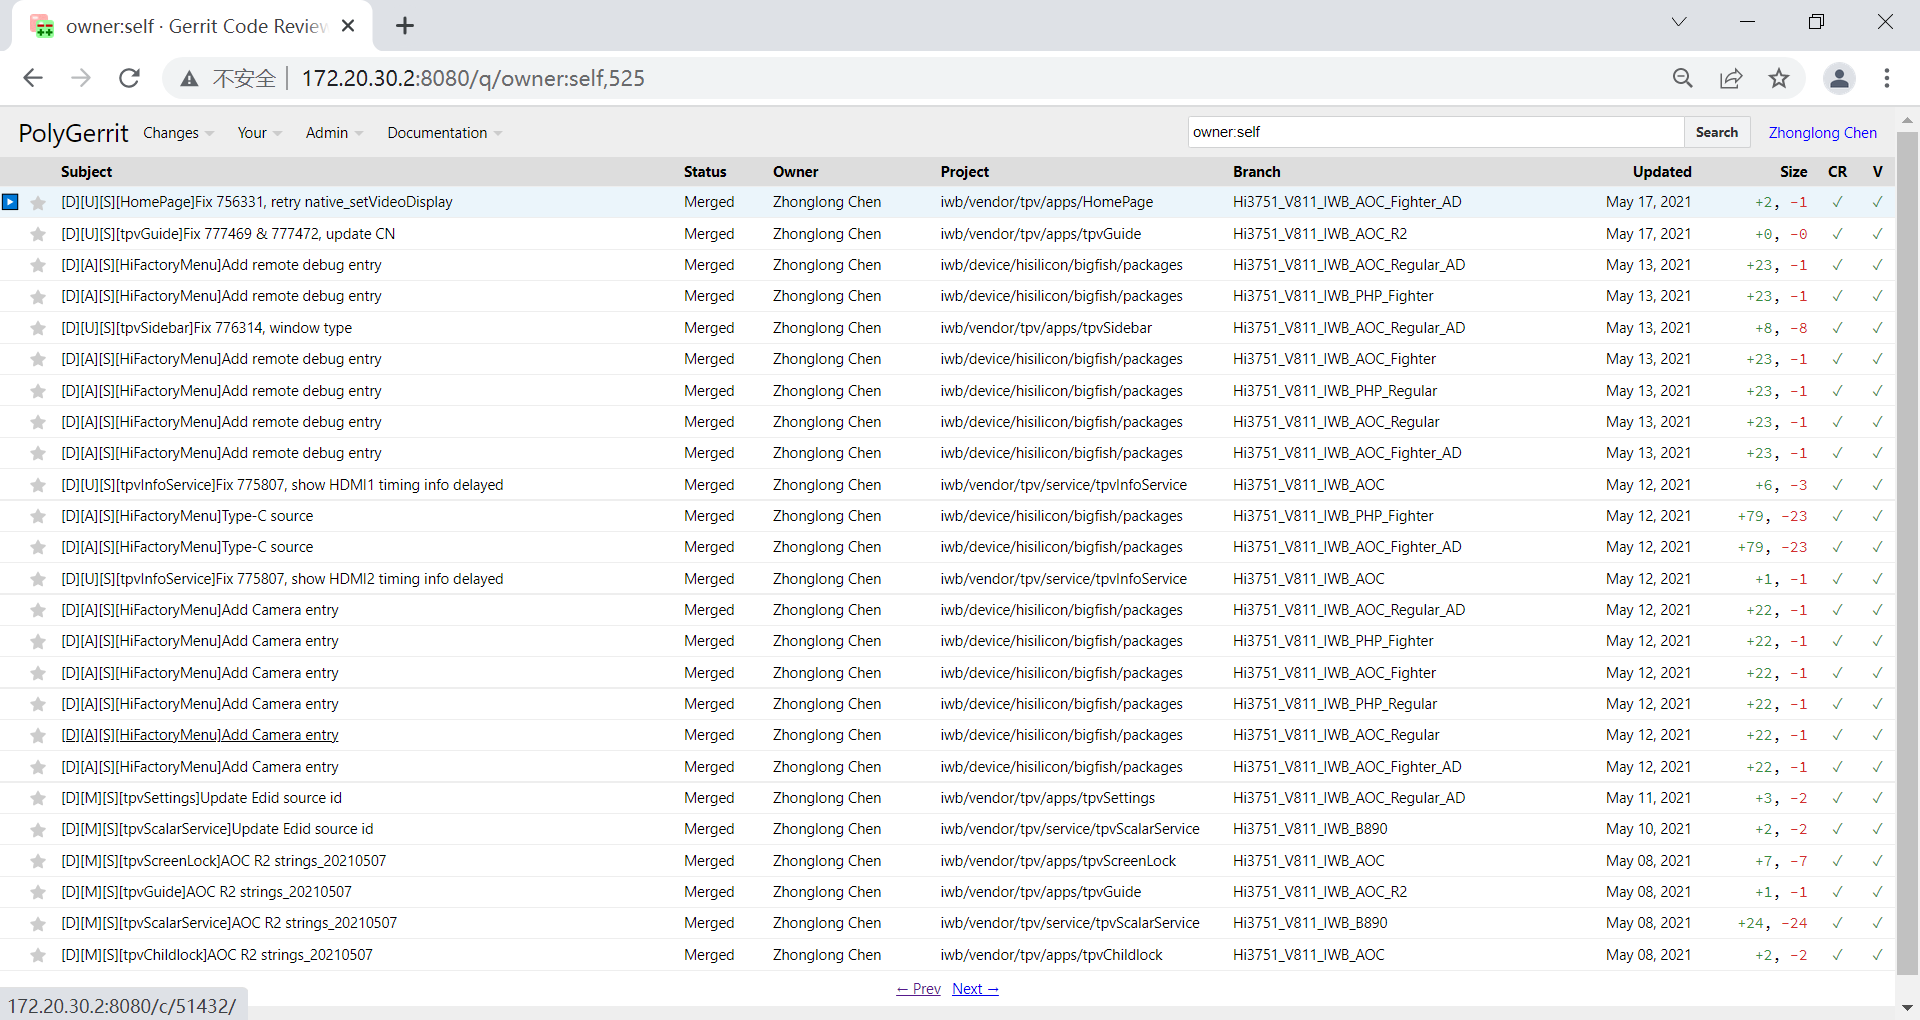 owner:self · Gerrit Code Review
不安全 172.20.30.2:8080/q/owner:self,525
PolyGerrit Changes Your Admin Documentation owner:self Search Zhonglong Chen
Subject Status Owner Project Branch Updated Size CR V
[D][U][S][HomePage]Fix 756331, retry native_setVideoDisplay Merged Zhonglong Chen iwb/vendor/tpv/apps/HomePage Hi3751_V811_IWB_AOC_Fighter_AD May 17, 2021 +2, -1 ✓ ✓
[D][U][S][tpvGuide]Fix 777469 & 777472, update CN Merged Zhonglong Chen iwb/vendor/tpv/apps/tpvGuide Hi3751_V811_IWB_AOC_R2 May 17, 2021 +0, -0 ✓ ✓
[D][A][S][HiFactoryMenu]Add remote debug entry Merged Zhonglong Chen iwb/device/hisilicon/bigfish/packages Hi3751_V811_IWB_AOC_Regular_AD May 13, 2021 +23, -1 ✓ ✓
[D][A][S][HiFactoryMenu]Add remote debug entry Merged Zhonglong Chen iwb/device/hisilicon/bigfish/packages Hi3751_V811_IWB_PHP_Fighter May 13, 2021 +23, -1 ✓ ✓
[D][U][S][tpvSidebar]Fix 776314, window type Merged Zhonglong Chen iwb/vendor/tpv/apps/tpvSidebar Hi3751_V811_IWB_AOC_Regular_AD May 13, 2021 +8, -8 ✓ ✓
[D][A][S][HiFactoryMenu]Add remote debug entry Merged Zhonglong Chen iwb/device/hisilicon/bigfish/packages Hi3751_V811_IWB_AOC_Fighter May 13, 2021 +23, -1 ✓ ✓
[D][A][S][HiFactoryMenu]Add remote debug entry Merged Zhonglong Chen iwb/device/hisilicon/bigfish/packages Hi3751_V811_IWB_PHP_Regular May 13, 2021 +23, -1 ✓ ✓
[D][A][S][HiFactoryMenu]Add remote debug entry Merged Zhonglong Chen iwb/device/hisilicon/bigfish/packages Hi3751_V811_IWB_AOC_Regular May 13, 2021 +23, -1 ✓ ✓
[D][A][S][HiFactoryMenu]Add remote debug entry Merged Zhonglong Chen iwb/device/hisilicon/bigfish/packages Hi3751_V811_IWB_AOC_Fighter_AD May 13, 2021 +23, -1 ✓ ✓
[D][U][S][tpvInfoService]Fix 775807, show HDMI1 timing info delayed Merged Zhonglong Chen iwb/vendor/tpv/service/tpvInfoService Hi3751_V811_IWB_AOC May 12, 2021 +6, -3 ✓ ✓
[D][A][S][HiFactoryMenu]Type-C source Merged Zhonglong Chen iwb/device/hisilicon/bigfish/packages Hi3751_V811_IWB_PHP_Fighter May 12, 2021 +79, -23 ✓ ✓
[D][A][S][HiFactoryMenu]Type-C source Merged Zhonglong Chen iwb/device/hisilicon/bigfish/packages Hi3751_V811_IWB_AOC_Fighter_AD May 12, 2021 +79, -23 ✓ ✓
[D][U][S][tpvInfoService]Fix 775807, show HDMI2 timing info delayed Merged Zhonglong Chen iwb/vendor/tpv/service/tpvInfoService Hi3751_V811_IWB_AOC May 12, 2021 +1, -1 ✓ ✓
[D][A][S][HiFactoryMenu]Add Camera entry Merged Zhonglong Chen iwb/device/hisilicon/bigfish/packages Hi3751_V811_IWB_AOC_Regular_AD May 12, 2021 +22, -1 ✓ ✓
[D][A][S][HiFactoryMenu]Add Camera entry Merged Zhonglong Chen iwb/device/hisilicon/bigfish/packages Hi3751_V811_IWB_PHP_Fighter May 12, 2021 +22, -1 ✓ ✓
[D][A][S][HiFactoryMenu]Add Camera entry Merged Zhonglong Chen iwb/device/hisilicon/bigfish/packages Hi3751_V811_IWB_AOC_Fighter May 12, 2021 +22, -1 ✓ ✓
[D][A][S][HiFactoryMenu]Add Camera entry Merged Zhonglong Chen iwb/device/hisilicon/bigfish/packages Hi3751_V811_IWB_PHP_Regular May 12, 2021 +22, -1 ✓ ✓
[D][A][S][HiFactoryMenu]Add Camera entry Merged Zhonglong Chen iwb/device/hisilicon/bigfish/packages Hi3751_V811_IWB_AOC_Regular May 12, 2021 +22, -1 ✓ ✓
[D][A][S][HiFactoryMenu]Add Camera entry Merged Zhonglong Chen iwb/device/hisilicon/bigfish/packages Hi3751_V811_IWB_AOC_Fighter_AD May 12, 2021 +22, -1 ✓ ✓
[D][M][S][tpvSettings]Update Edid source id Merged Zhonglong Chen iwb/vendor/tpv/apps/tpvSettings Hi3751_V811_IWB_AOC_Regular_AD May 11, 2021 +3, -2 ✓ ✓
[D][M][S][tpvScalarService]Update Edid source id Merged Zhonglong Chen iwb/vendor/tpv/service/tpvScalarService Hi3751_V811_IWB_B890 May 10, 2021 +2, -2 ✓ ✓
[D][M][S][tpvScreenLock]AOC R2 strings_20210507 Merged Zhonglong Chen iwb/vendor/tpv/apps/tpvScreenLock Hi3751_V811_IWB_AOC May 08, 2021 +7, -7 ✓ ✓
[D][M][S][tpvGuide]AOC R2 strings_20210507 Merged Zhonglong Chen iwb/vendor/tpv/apps/tpvGuide Hi3751_V811_IWB_AOC_R2 May 08, 2021 +1, -1 ✓ ✓
[D][M][S][tpvScalarService]AOC R2 strings_20210507 Merged Zhonglong Chen iwb/vendor/tpv/service/tpvScalarService Hi3751_V811_IWB_B890 May 08, 2021 +24, -24 ✓ ✓
[D][M][S][tpvChildlock]AOC R2 strings_20210507 Merged Zhonglong Chen iwb/vendor/tpv/apps/tpvChildlock Hi3751_V811_IWB_AOC May 08, 2021 +2, -2 ✓ ✓
← Prev Next →
172.20.30.2:8080/c/51432/